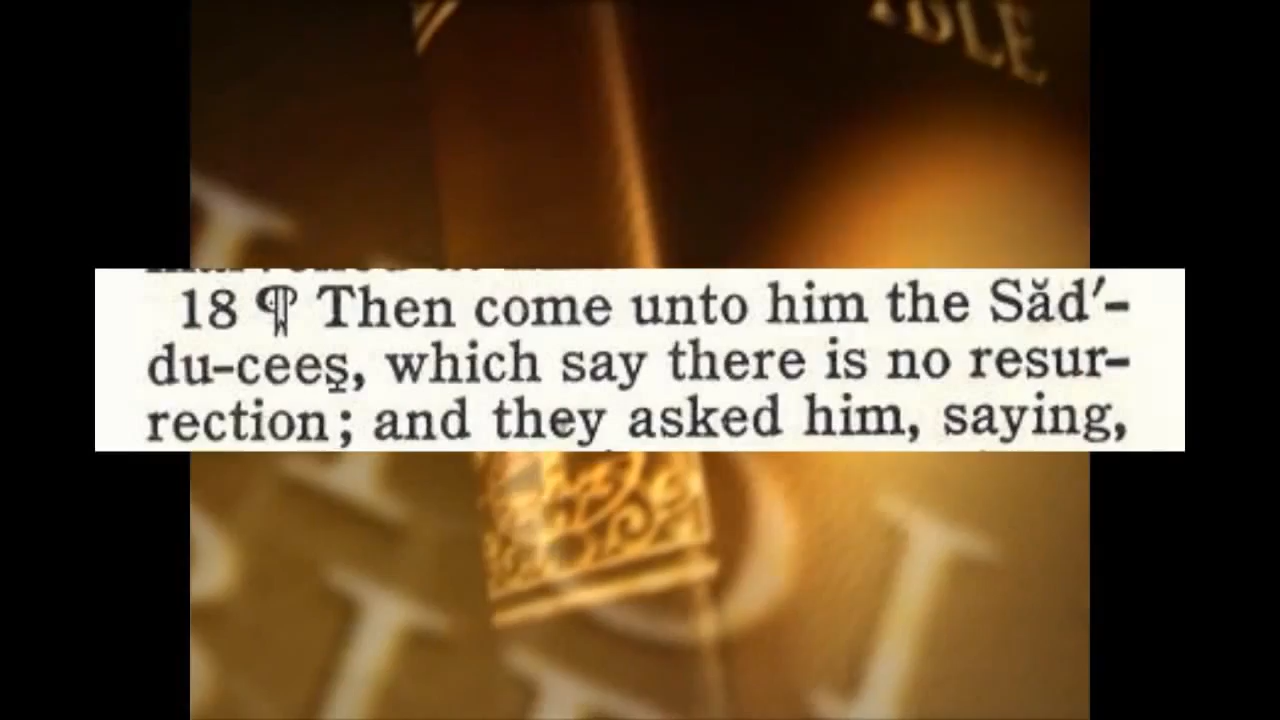 18 ¶ Then come unto him the Săd′-
du-ceeş, which say there is no resur-
rection; and they asked him, saying,